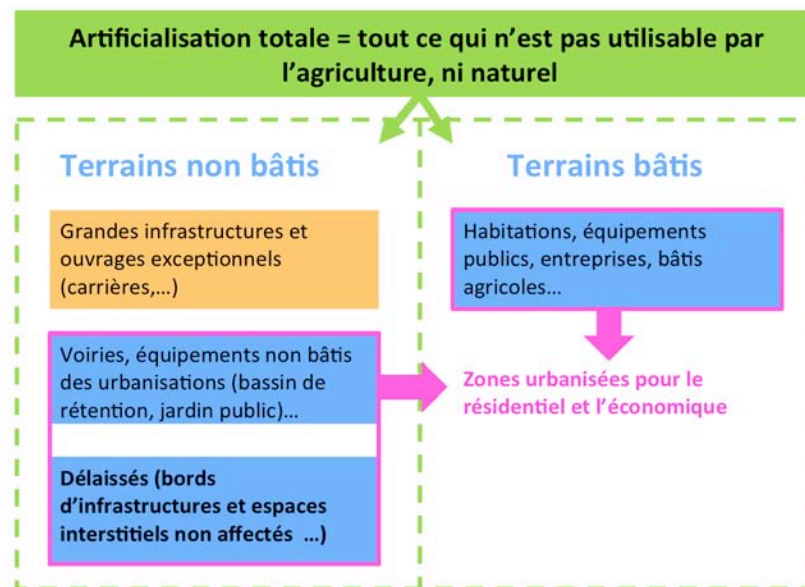 Artificialisation totale = tout ce qui n’est pas utilisable par
l’agriculture, ni naturel
Terrains non bâtis
Grandes infrastructures et
ouvrages exceptionnels
(carrières,...)
Voiries, équipements non bâtis
des urbanisations (bassin de
rétention, jardin public)...
Délaissés (bords
d’infrastructures et espaces
interstitiels non affectés ...)
Terrains bâtis
Habitations, équipements
publics, entreprises, bâtis
agricoles...
Zones urbanisées pour le
résidentiel et l’économique